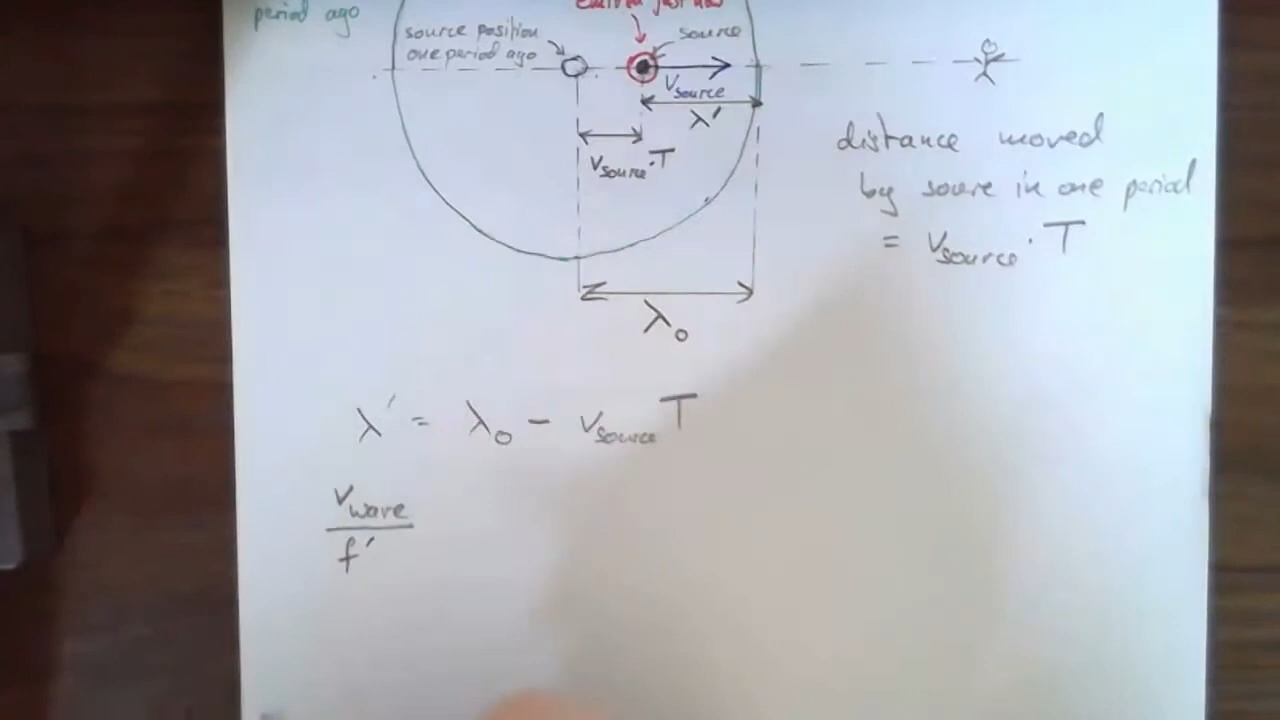 emitted just now
period ago
source position
one period ago
source
v source
λ'
v source · T
distance moved
by soure in one period
= v source · T
λ₀
λ' = λ₀ - v source T
v wave
f'